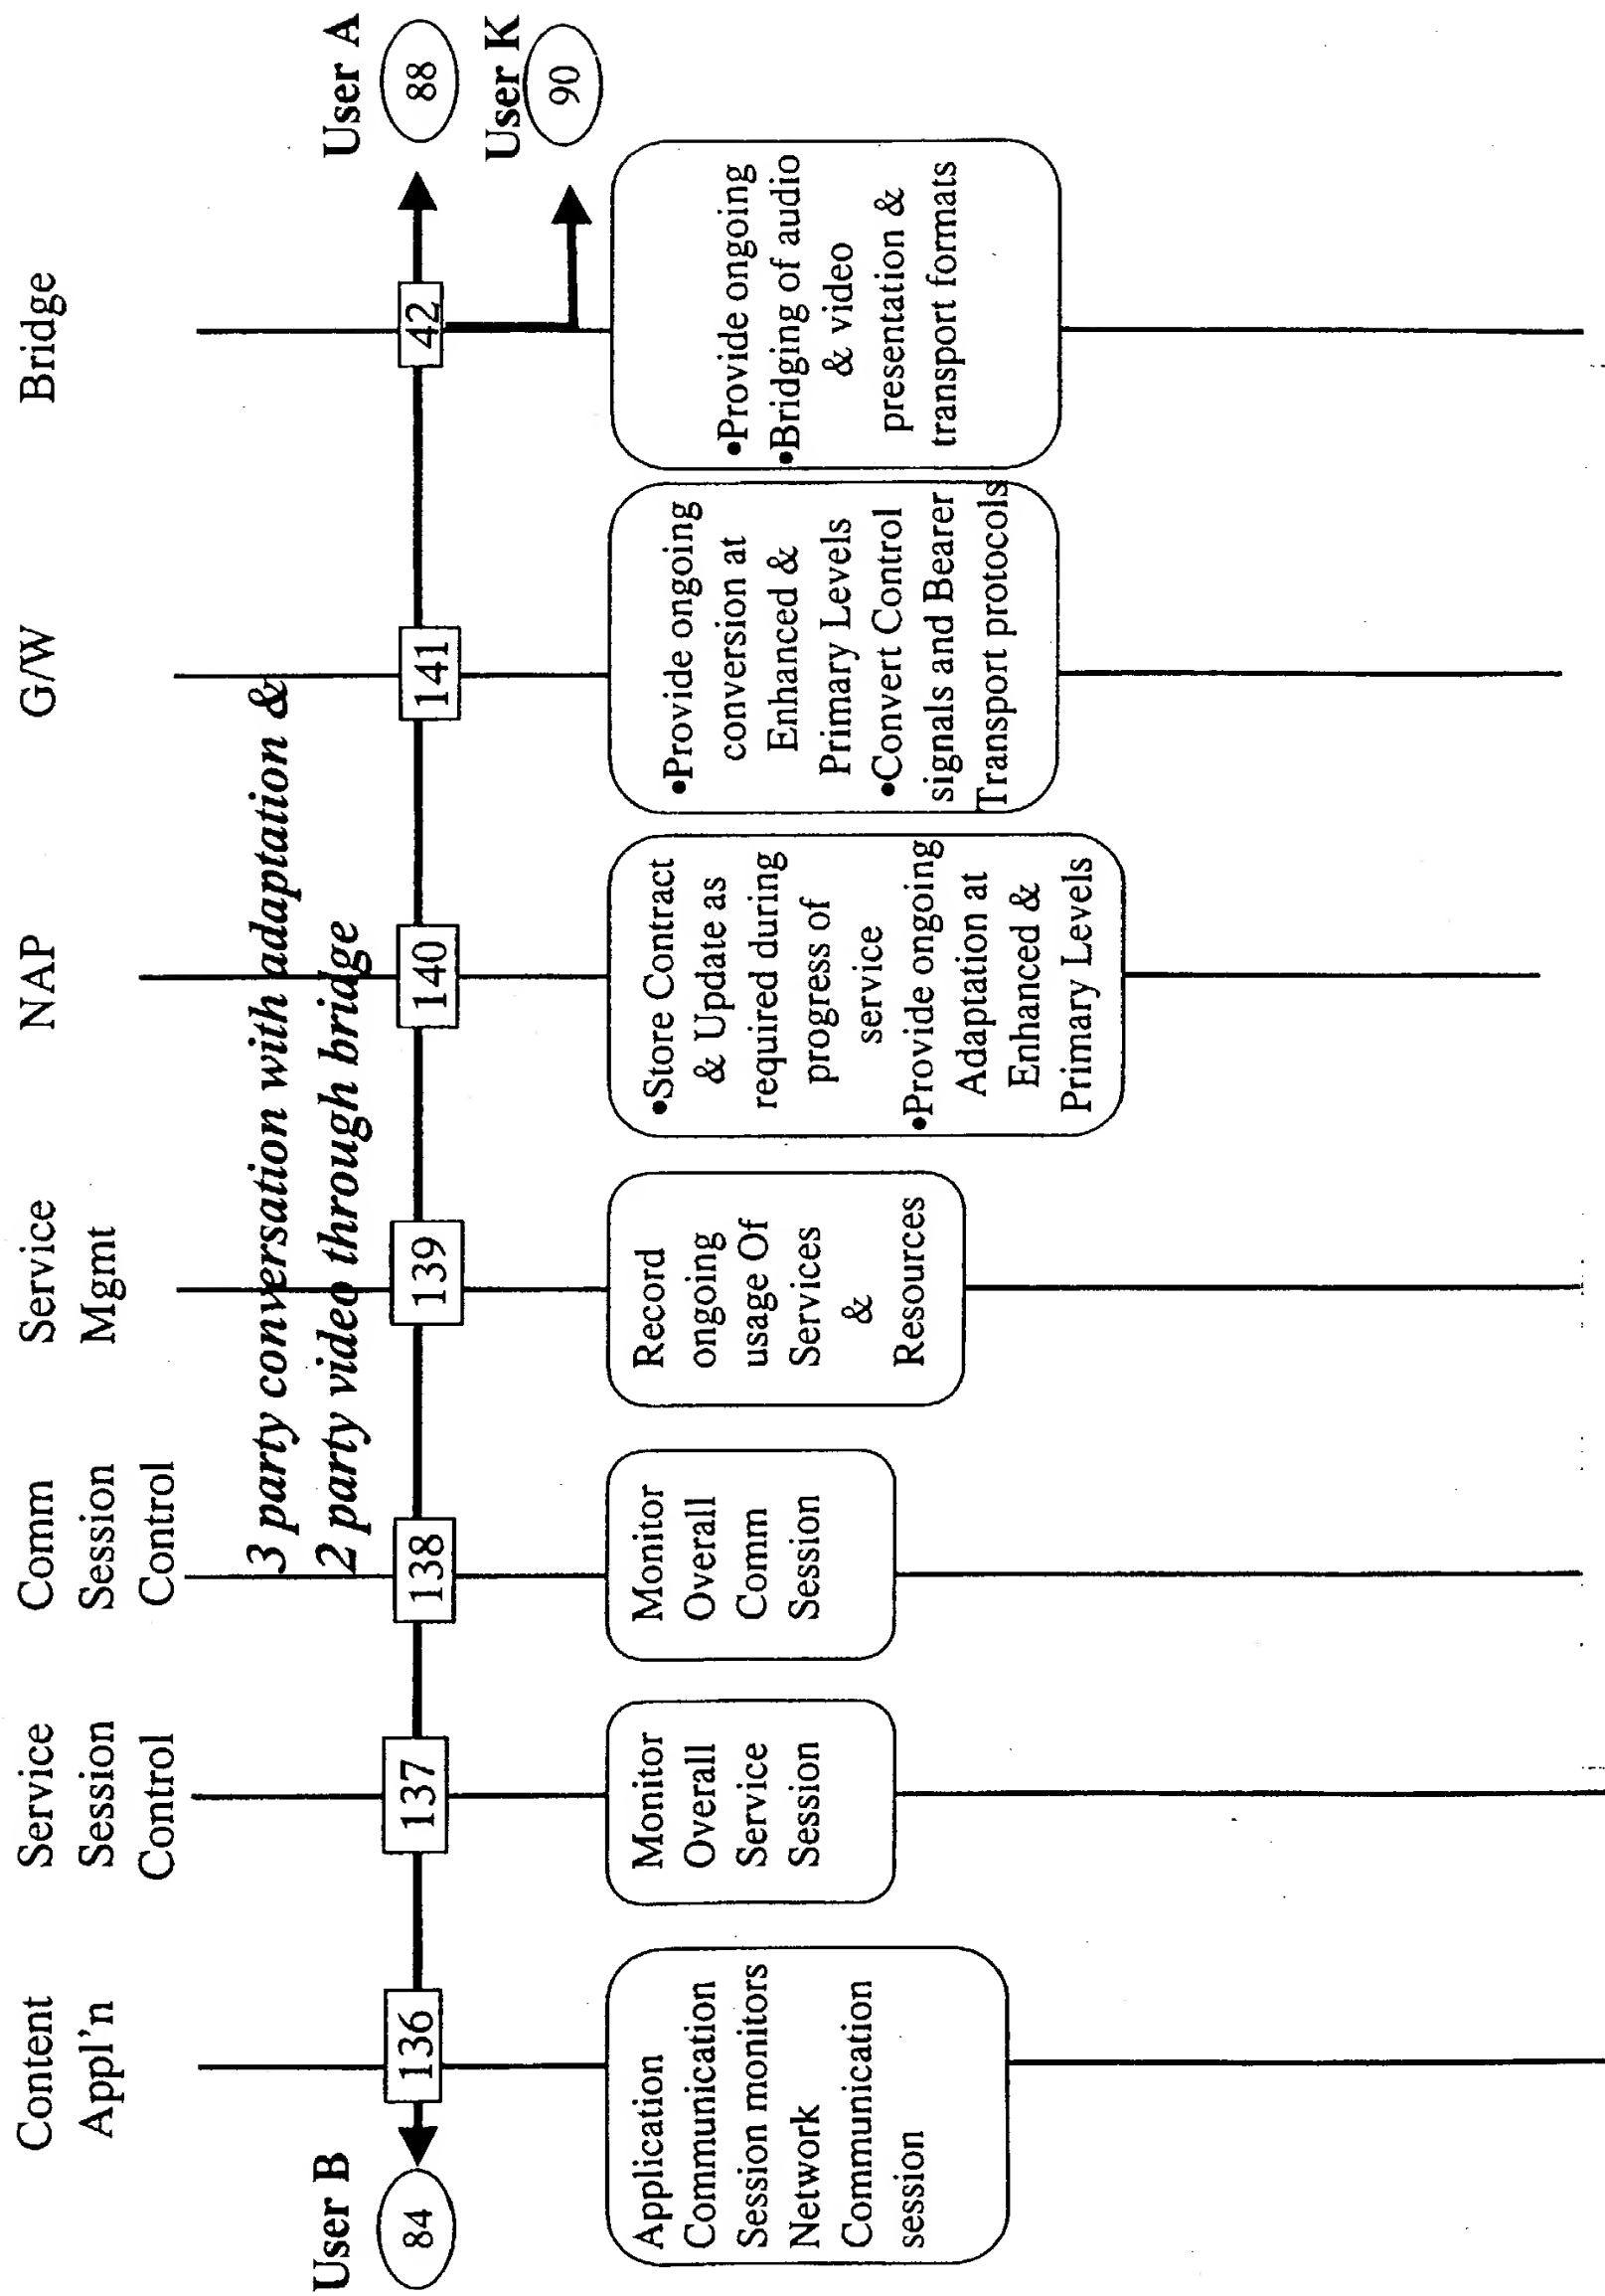 Content
Appl'n
Service
Session
Control
Comm
Session
Control
Service
Mgmt
NAP
G/W
Bridge
3 party conversation with adaptation &
2 party video through bridge
User B
84
136
137
138
139
140
141
42
User A
88
User K
90
Application
Communication
Session monitors
Network
Communication
session
Monitor
Overall
Service
Session
Monitor
Overall
Comm
Session
Record
ongoing
usage Of
Services
&
Resources
•Store Contract
& Update as
required during
progress of
service
•Provide ongoing
Adaptation at
Enhanced &
Primary Levels
•Provide ongoing
conversion at
Enhanced &
Primary Levels
•Convert Control
signals and Bearer
Transport protocols
•Provide ongoing
•Bridging of audio
& video
presentation &
transport formats